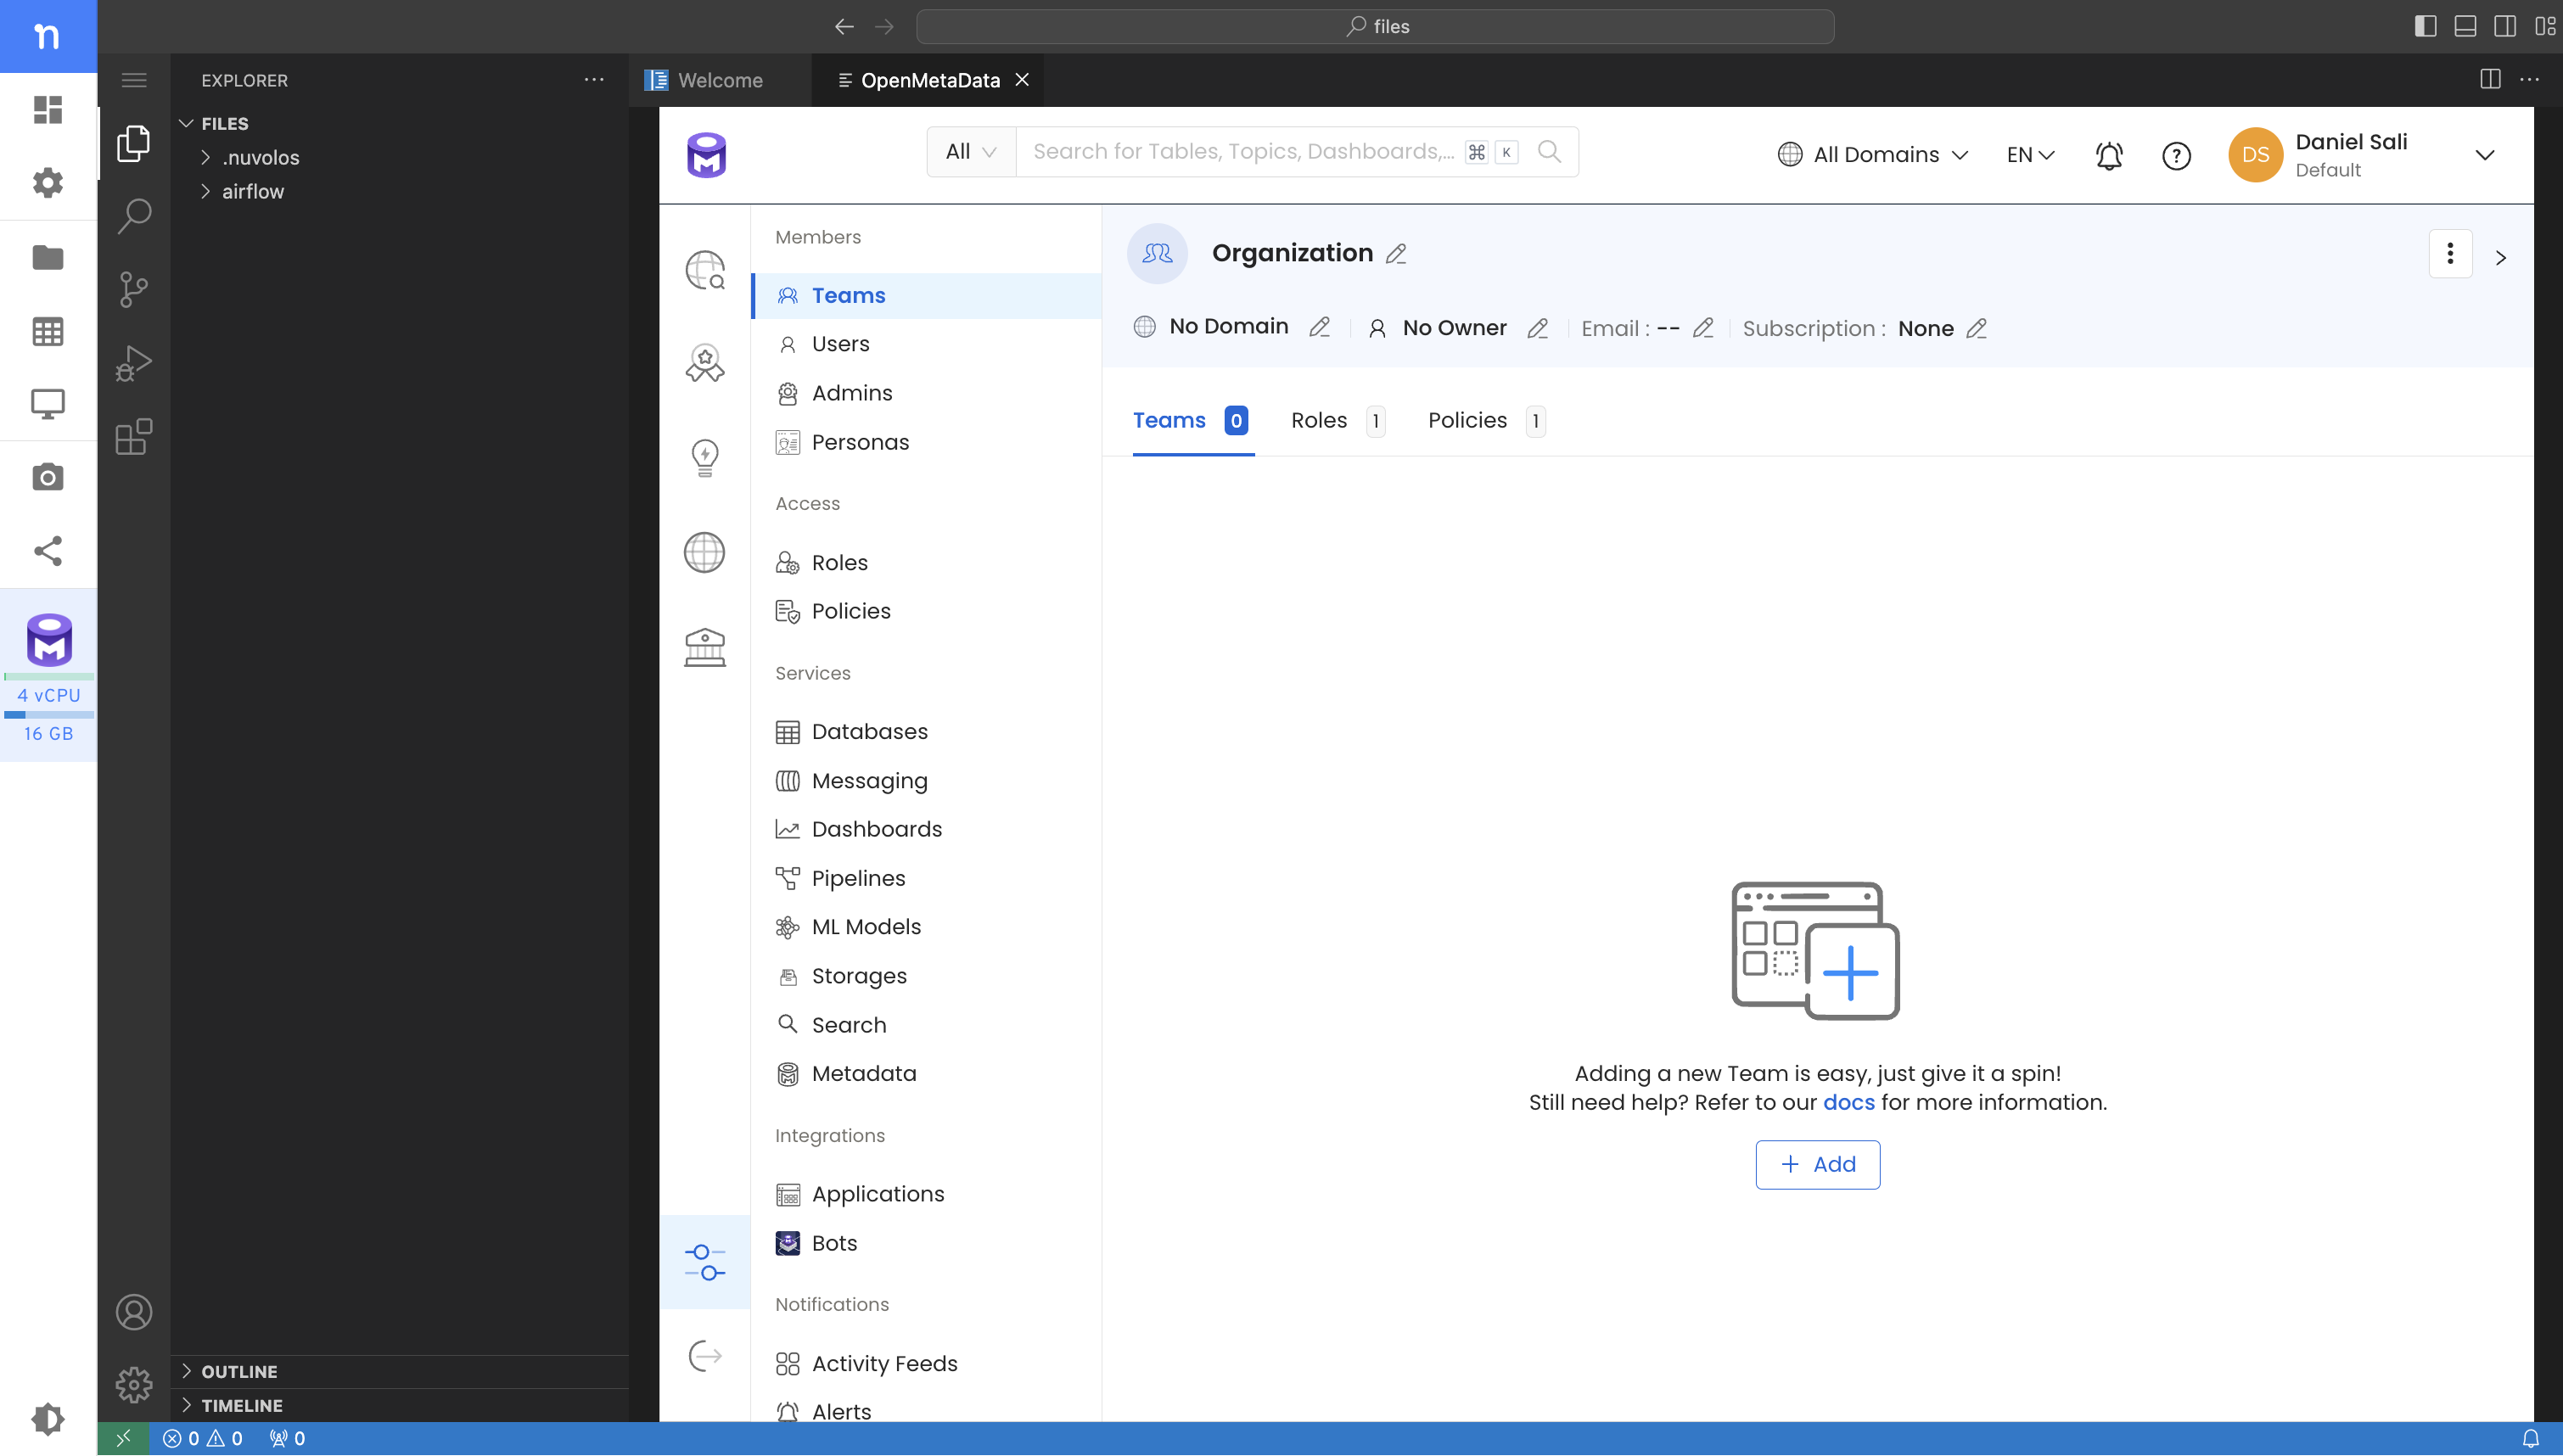 n
files
EXPLORER
Welcome
OpenMetaData
FILES
.nuvolos
airflow
All
Search for Tables, Topics, Dashboards,...
⌘ K
All Domains
EN
DS
Daniel Sali
Default
Members
Teams
Users
Admins
Personas
Access
Roles
Policies
Services
Databases
Messaging
Dashboards
Pipelines
ML Models
Storages
Search
Metadata
Integrations
Applications
Bots
Notifications
Activity Feeds
Alerts
Organization
No Domain
No Owner
Email : --
Subscription : None
Teams 0
Roles 1
Policies 1
Adding a new Team is easy, just give it a spin!
Still need help? Refer to our docs for more information.
+ Add
4 vCPU
16 GB
OUTLINE
TIMELINE
0 0 0